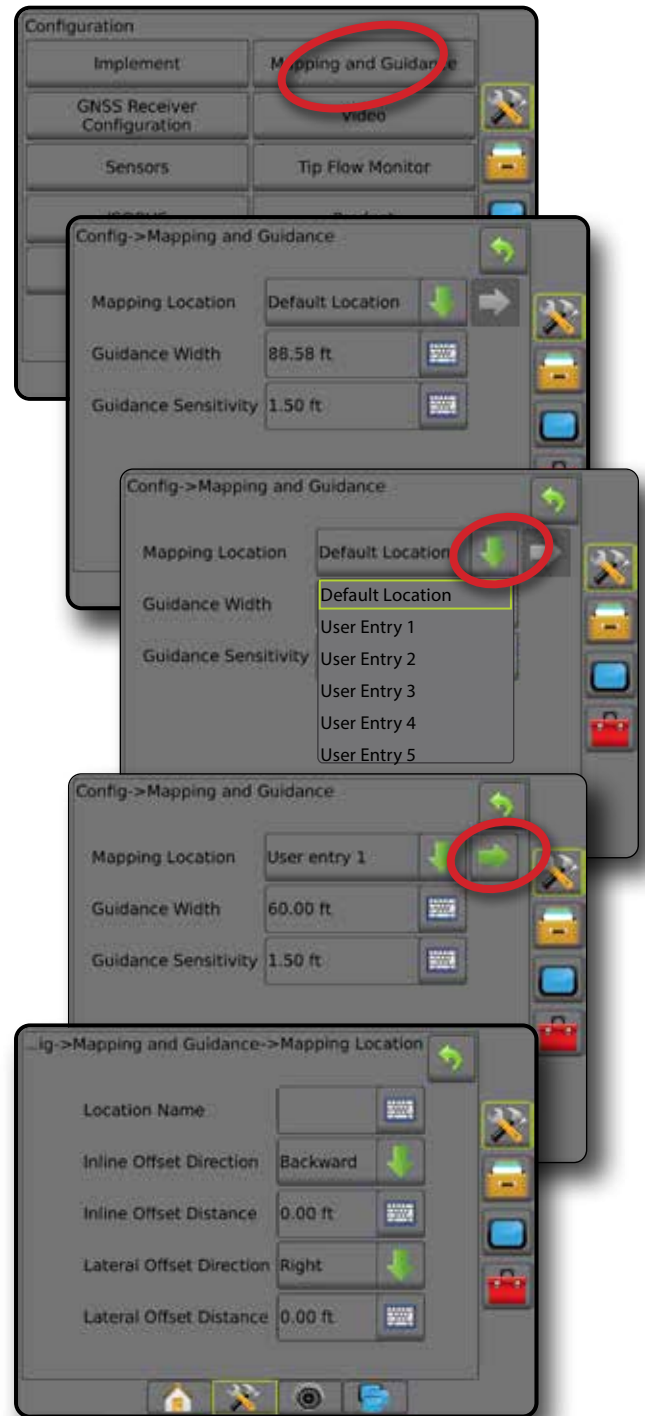 Configuration
Implement
Mapping and Guidance
GNSS Receiver
Configuration
Video
Sensors
Tip Flow Monitor
Config->Mapping and Guidance
Mapping Location
Default Location
Guidance Width
88.58 ft
Guidance Sensitivity
1.50 ft
Config->Mapping and Guidance
Mapping Location
Default Location
Guidance Width
Guidance Sensitivity
Default Location
User Entry 1
User Entry 2
User Entry 3
User Entry 4
User Entry 5
Config->Mapping and Guidance
Mapping Location
User entry 1
Guidance Width
60.00 ft
Guidance Sensitivity
1.50 ft
...ig->Mapping and Guidance->Mapping Location
Location Name
Inline Offset Direction
Backward
Inline Offset Distance
0.00 ft
Lateral Offset Direction
Right
Lateral Offset Distance
0.00 ft